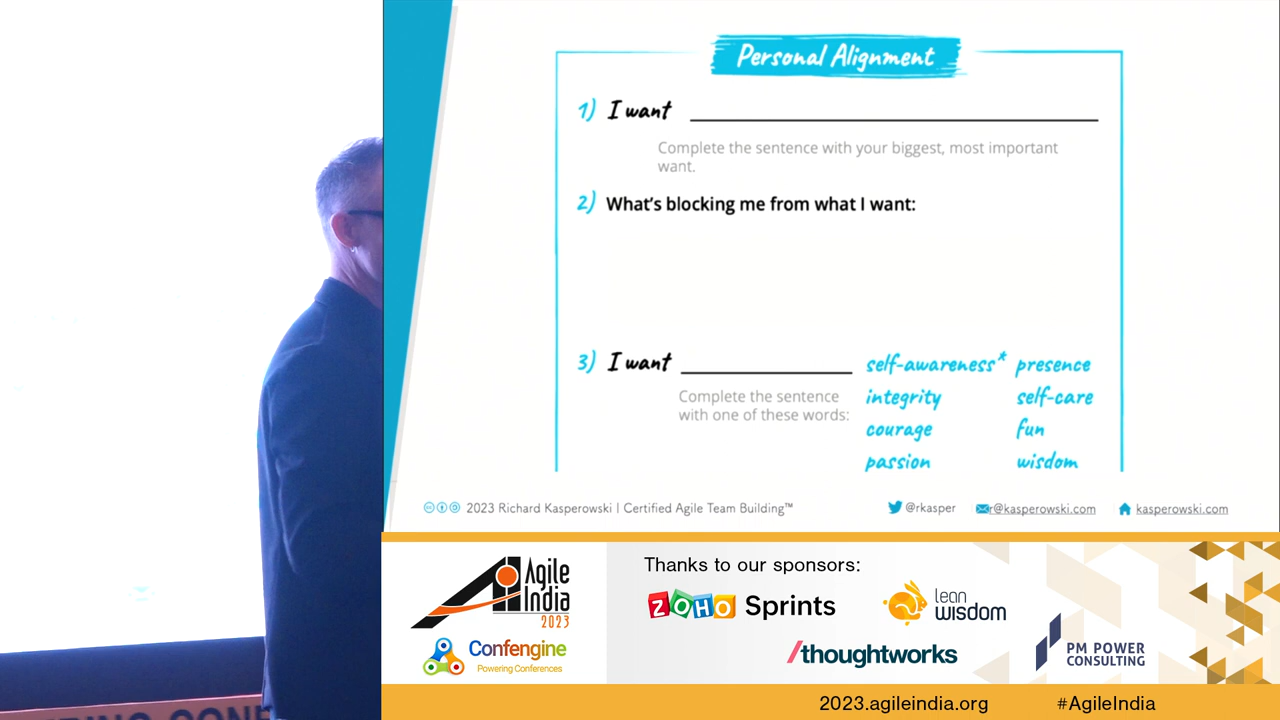 Personal Alignment
1) I want
Complete the sentence with your biggest, most important
want.
2) What's blocking me from what I want:
3) I want
Complete the sentence
with one of these words:
self-awareness* presence
integrity self-care
courage fun
passion wisdom
2023 Richard Kasperowski | Certified Agile Team Building™
@rkasper
r@kasperowski.com
kasperowski.com
Agile
India
2023
Confengine
Powering Conferences
Thanks to our sponsors:
ZOHO Sprints
lean
wisdom
/thoughtworks
PM POWER
CONSULTING
2023.agileindia.org
#AgileIndia